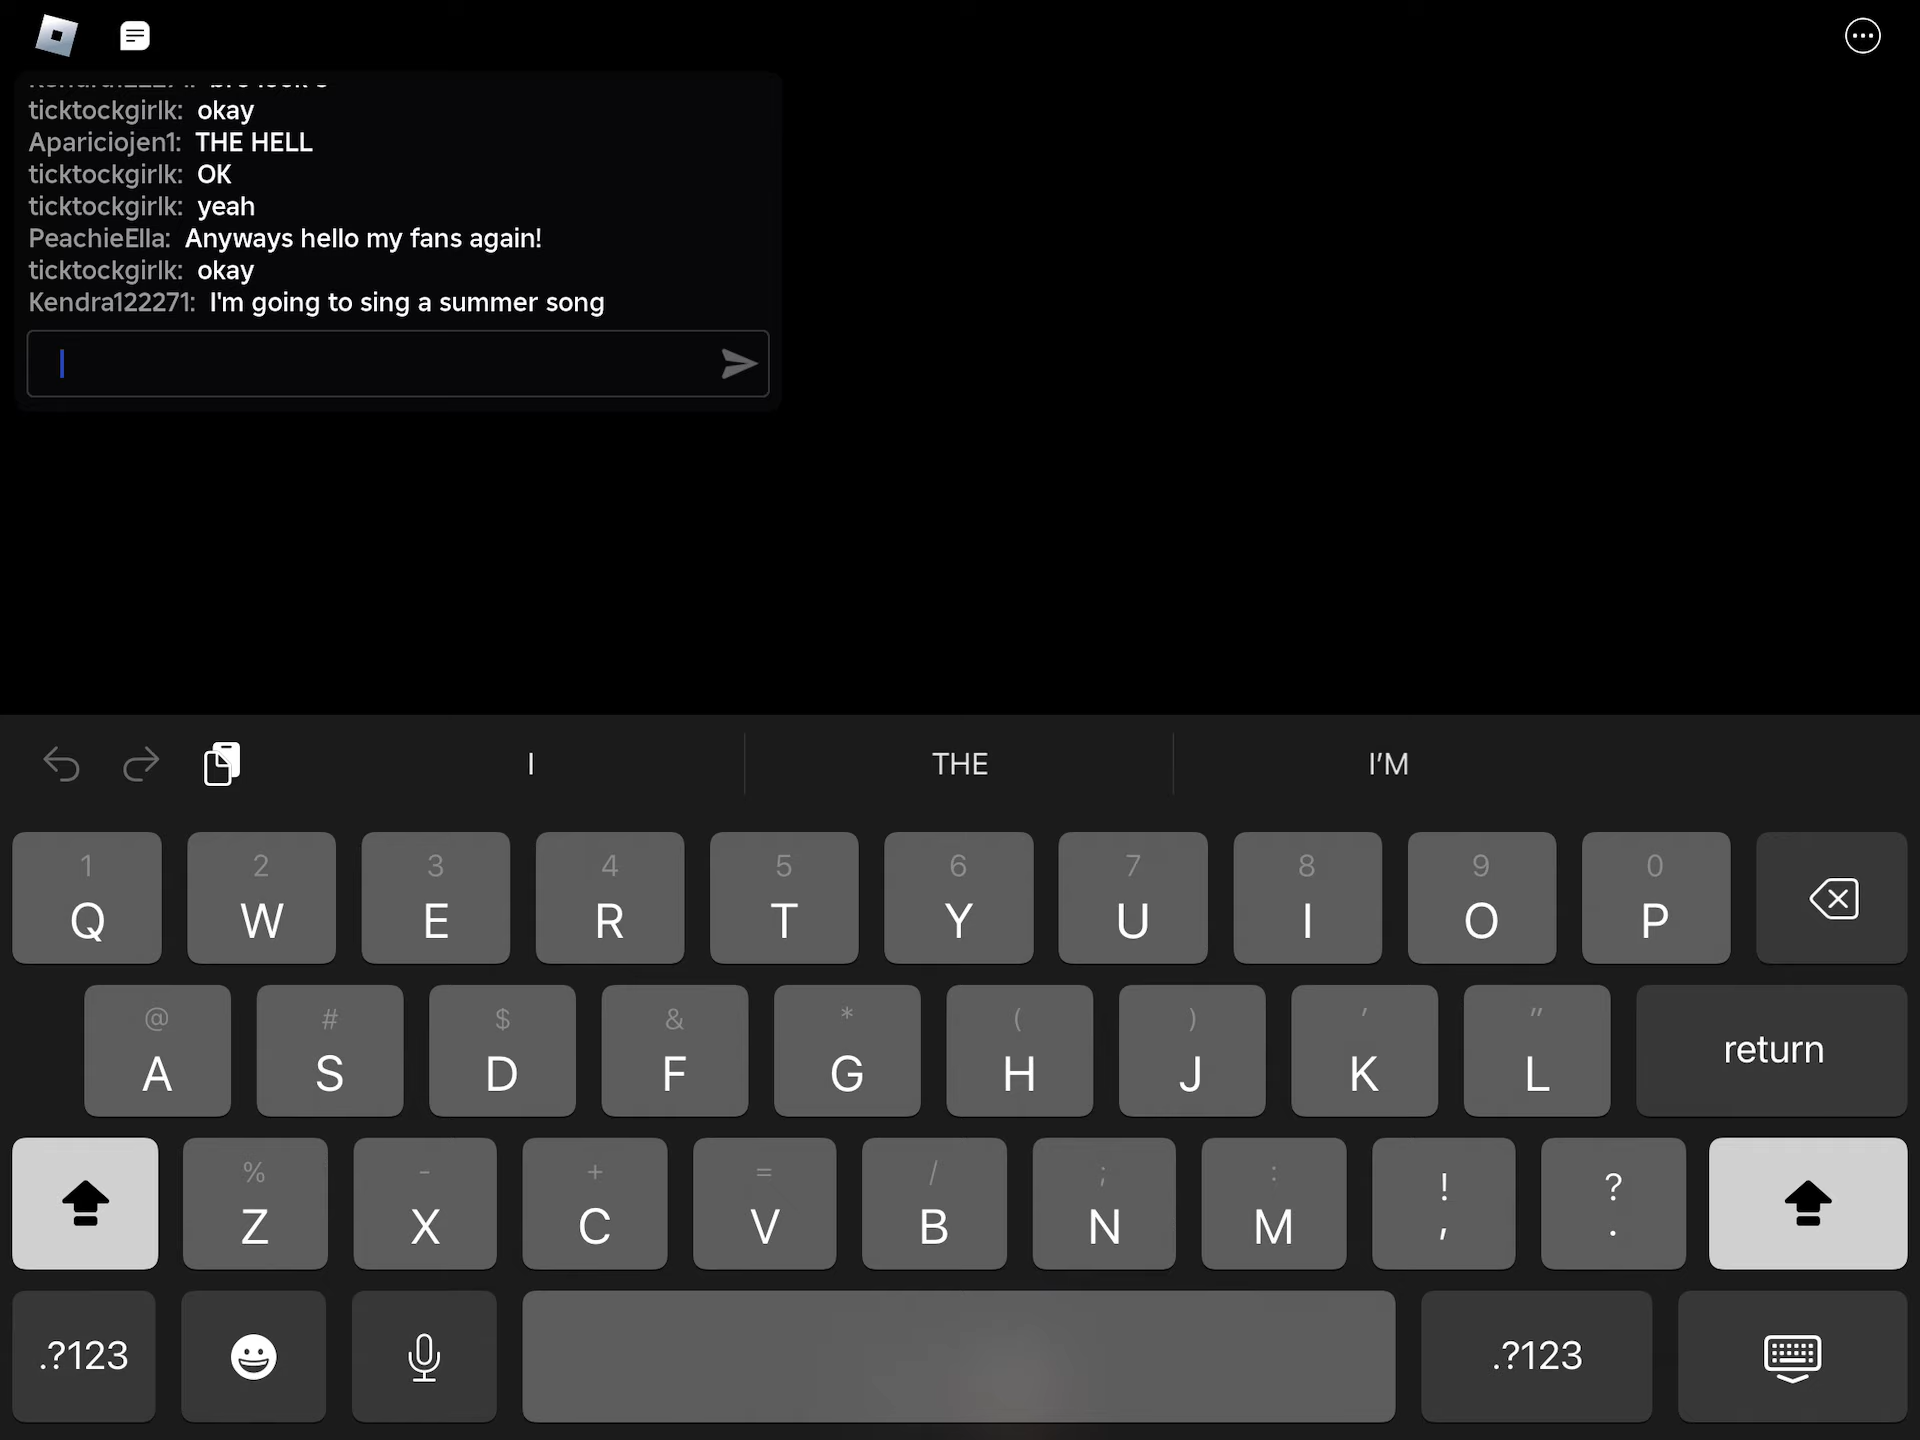 ticktockgirlk: okay
Apariciojen1: THE HELL
ticktockgirlk: OK
ticktockgirlk: yeah
PeachieElla: Anyways hello my fans again!
ticktockgirlk: okay
Kendra122271: I'm going to sing a summer song
I THE I'M
1 2 3 4 5 6 7 8 9 0
Q W E R T Y U I O P
@ # $ & * ( ) ' "
A S D F G H J K L return
% - + = / ; : ! ?
Z X C V B N M , .
.?123 .?123